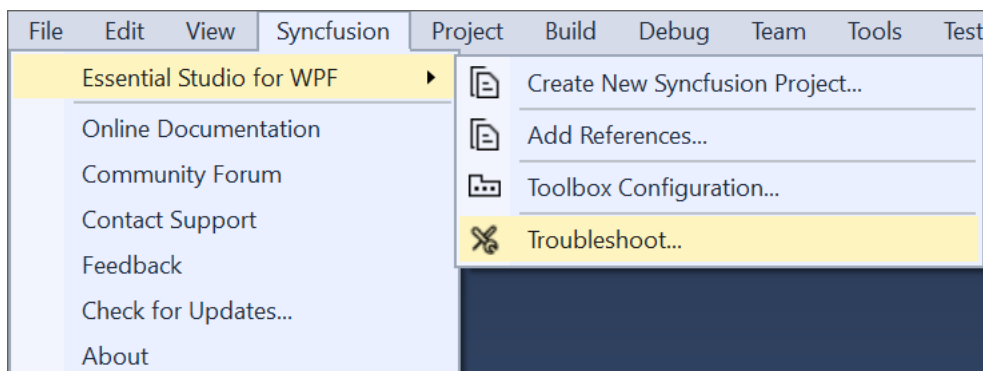 File Edit View Syncfusion Project Build Debug Team Tools Test
Essential Studio for WPF
Online Documentation
Community Forum
Contact Support
Feedback
Check for Updates...
About
Create New Syncfusion Project...
Add References...
Toolbox Configuration...
Troubleshoot...